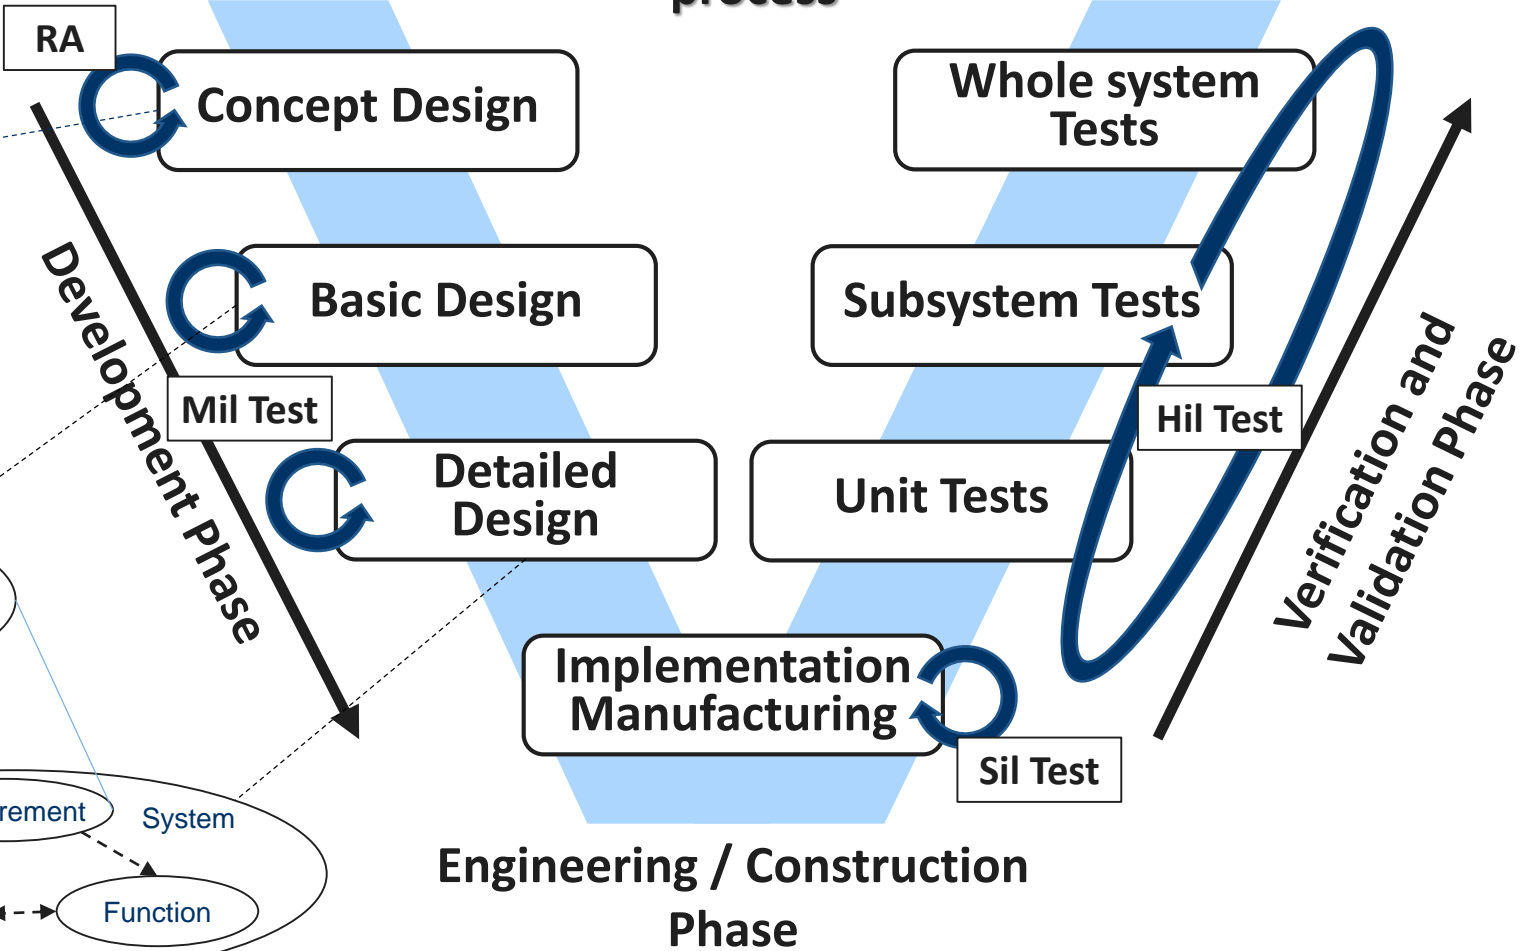 process
RA
Concept Design
Whole system
Tests
Basic Design
Subsystem Tests
Development Phase
Mil Test
Hil Test
Verification and
Validation Phase
Detailed
Design
Unit Tests
Implementation
Manufacturing
Sil Test
rement
System
Function
Engineering / Construction
Phase